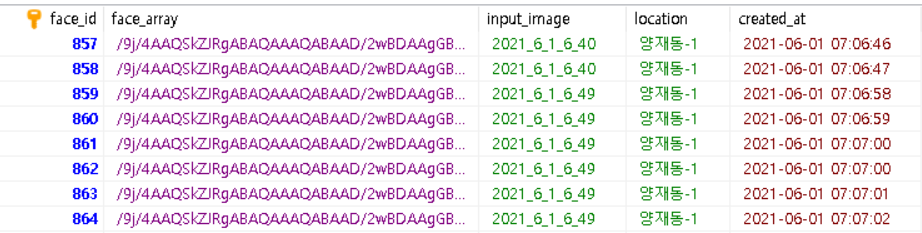 face_id face_array input_image location created_at
857 /9j/4AAQSkZJRgABAQAAAQABAAD/2wBDAAgGB... 2021_6_1_6_40 양재동-1 2021-06-01 07:06:46
858 /9j/4AAQSkZJRgABAQAAAQABAAD/2wBDAAgGB... 2021_6_1_6_40 양재동-1 2021-06-01 07:06:47
859 /9j/4AAQSkZJRgABAQAAAQABAAD/2wBDAAgGB... 2021_6_1_6_49 양재동-1 2021-06-01 07:06:58
860 /9j/4AAQSkZJRgABAQAAAQABAAD/2wBDAAgGB... 2021_6_1_6_49 양재동-1 2021-06-01 07:06:59
861 /9j/4AAQSkZJRgABAQAAAQABAAD/2wBDAAgGB... 2021_6_1_6_49 양재동-1 2021-06-01 07:07:00
862 /9j/4AAQSkZJRgABAQAAAQABAAD/2wBDAAgGB... 2021_6_1_6_49 양재동-1 2021-06-01 07:07:00
863 /9j/4AAQSkZJRgABAQAAAQABAAD/2wBDAAgGB... 2021_6_1_6_49 양재동-1 2021-06-01 07:07:01
864 /9j/4AAQSkZJRgABAQAAAQABAAD/2wBDAAgGB... 2021_6_1_6_49 양재동-1 2021-06-01 07:07:02